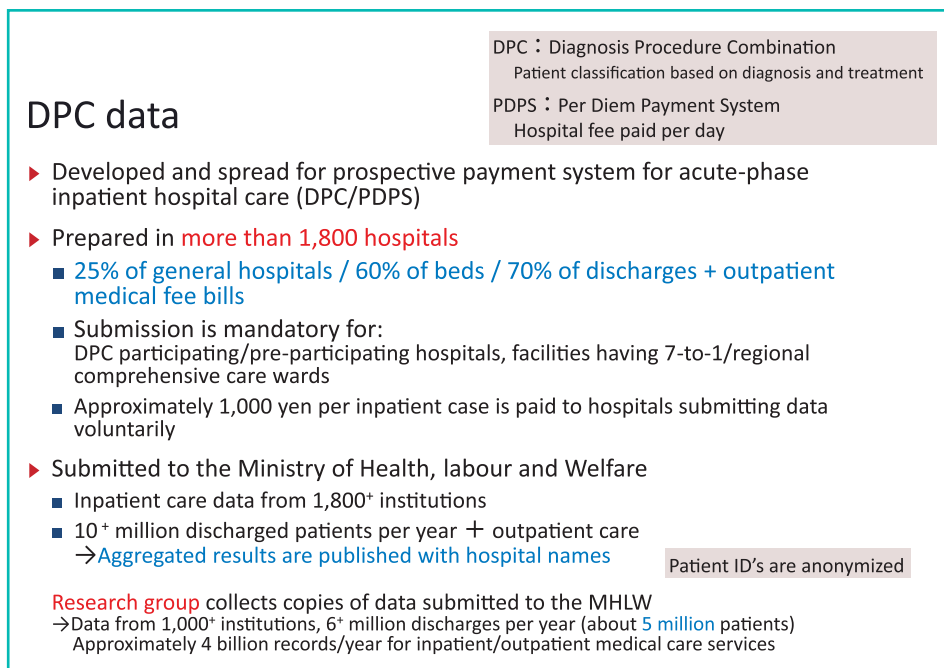 DPC：Diagnosis Procedure Combination
Patient classification based on diagnosis and treatment
PDPS：Per Diem Payment System
Hospital fee paid per day
DPC data
Developed and spread for prospective payment system for acute-phase
inpatient hospital care (DPC/PDPS)
Prepared in more than 1,800 hospitals
25% of general hospitals / 60% of beds / 70% of discharges + outpatient
medical fee bills
Submission is mandatory for:
DPC participating/pre-participating hospitals, facilities having 7-to-1/regional
comprehensive care wards
Approximately 1,000 yen per inpatient case is paid to hospitals submitting data
voluntarily
Submitted to the Ministry of Health, labour and Welfare
Inpatient care data from 1,800⁺ institutions
10⁺ million discharged patients per year ＋ outpatient care
→Aggregated results are published with hospital names
Patient ID's are anonymized
Research group collects copies of data submitted to the MHLW
→Data from 1,000⁺ institutions, 6⁺ million discharges per year (about 5 million patients)
Approximately 4 billion records/year for inpatient/outpatient medical care services